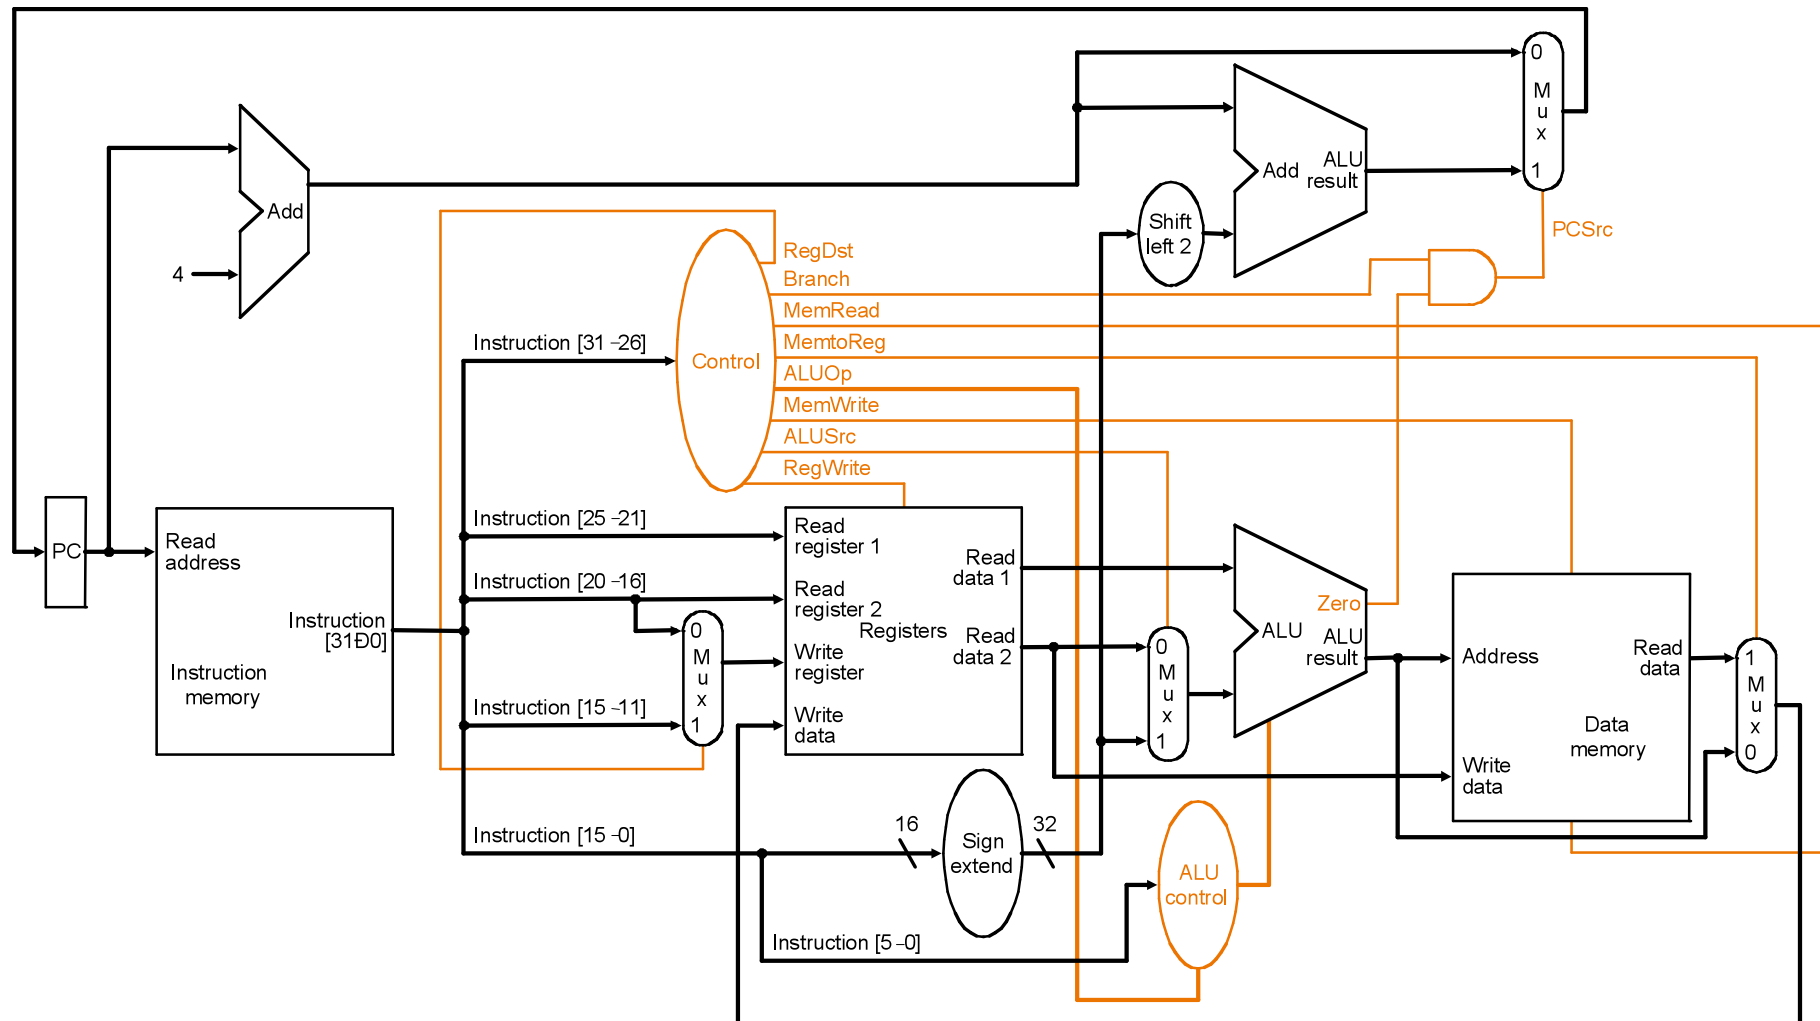 0
M
u
x
1
Add
ALU
result
Add
4
Shift
left 2
PCSrc
RegDst
Branch
MemRead
MemtoReg
ALUOp
MemWrite
ALUSrc
RegWrite
Control
Instruction [31–26]
Instruction [25–21]
Instruction [20–16]
Instruction [15–11]
Instruction [15–0]
Instruction [5–0]
PC
Read
address
Instruction
[31Ð0]
Instruction
memory
0
M
u
x
1
Read
register 1
Read
register 2
Write
register
Write
data
Registers
Read
data 1
Read
data 2
0
M
u
x
1
Zero
ALU
ALU
result
Address
Write
data
Read
data
Data
memory
1
M
u
x
0
16
Sign
extend
32
ALU
control